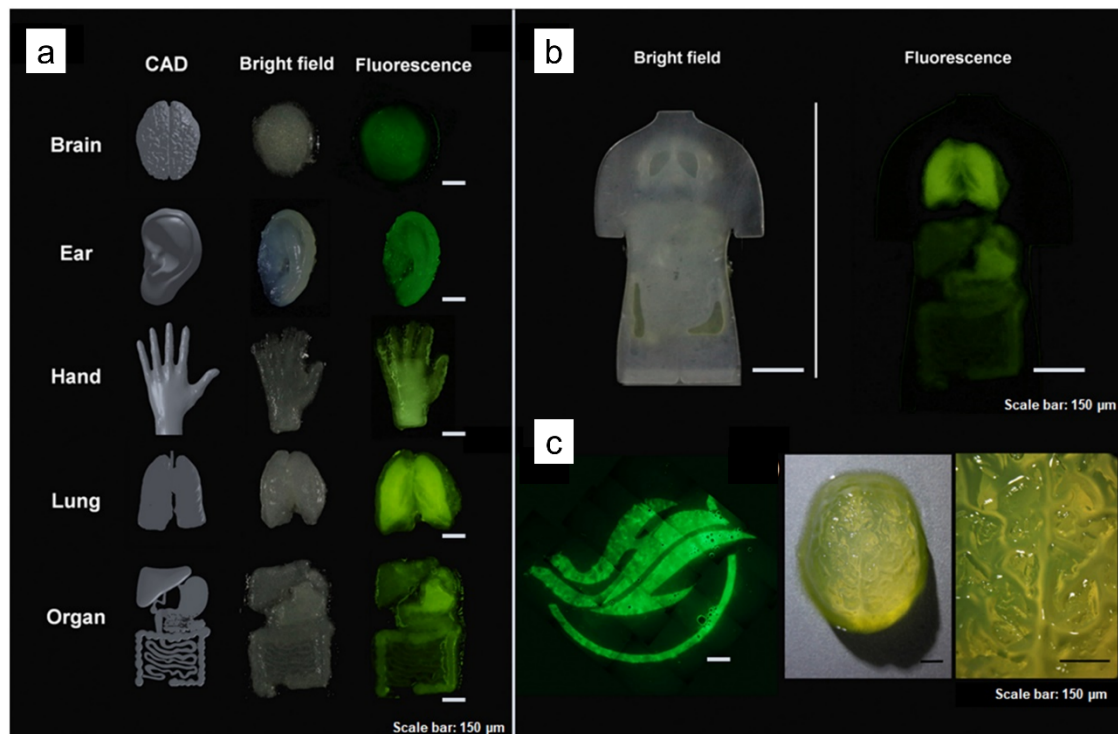 a
CAD
Bright field
Fluorescence
Brain
Ear
Hand
Lung
Organ
Scale bar: 150 µm
b
Bright field
Fluorescence
Scale bar: 150 µm
c
Scale bar: 150 µm